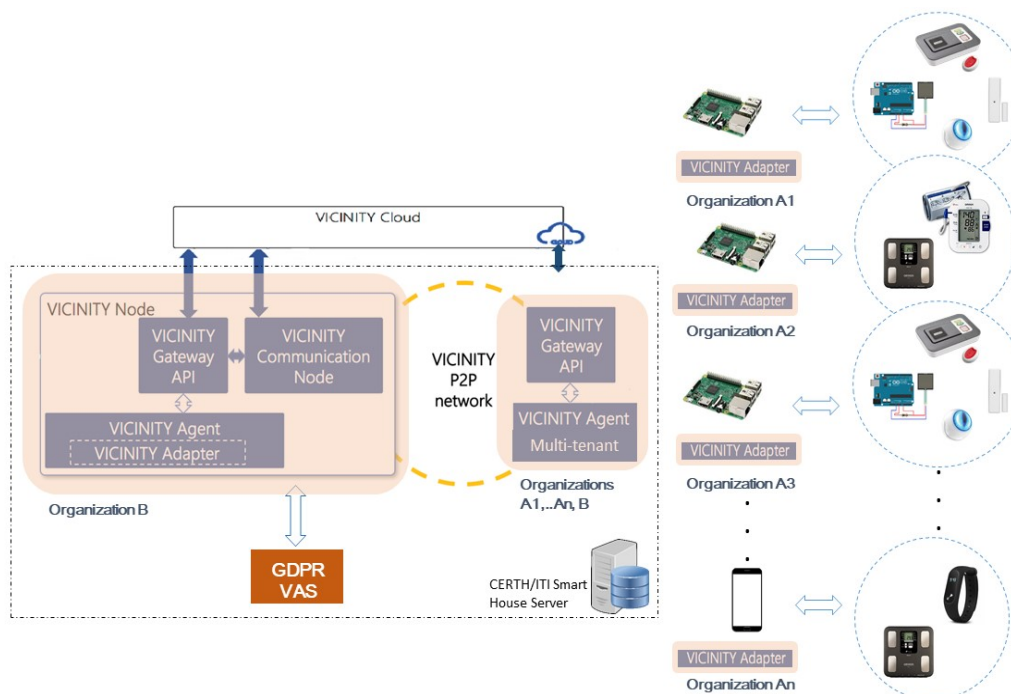 VICINITY Cloud
VICINITY Node
VICINITY
Gateway
API
VICINITY
Communication
Node
VICINITY Agent
VICINITY Adapter
Organization B
VICINITY
P2P
network
VICINITY
Gateway
API
VICINITY Agent
Multi-tenant
Organizations
A1,..An, B
GDPR
VAS
CERTH/ITI Smart
House Server
VICINITY Adapter
Organization A1
VICINITY Adapter
Organization A2
VICINITY Adapter
Organization A3
VICINITY Adapter
Organization An